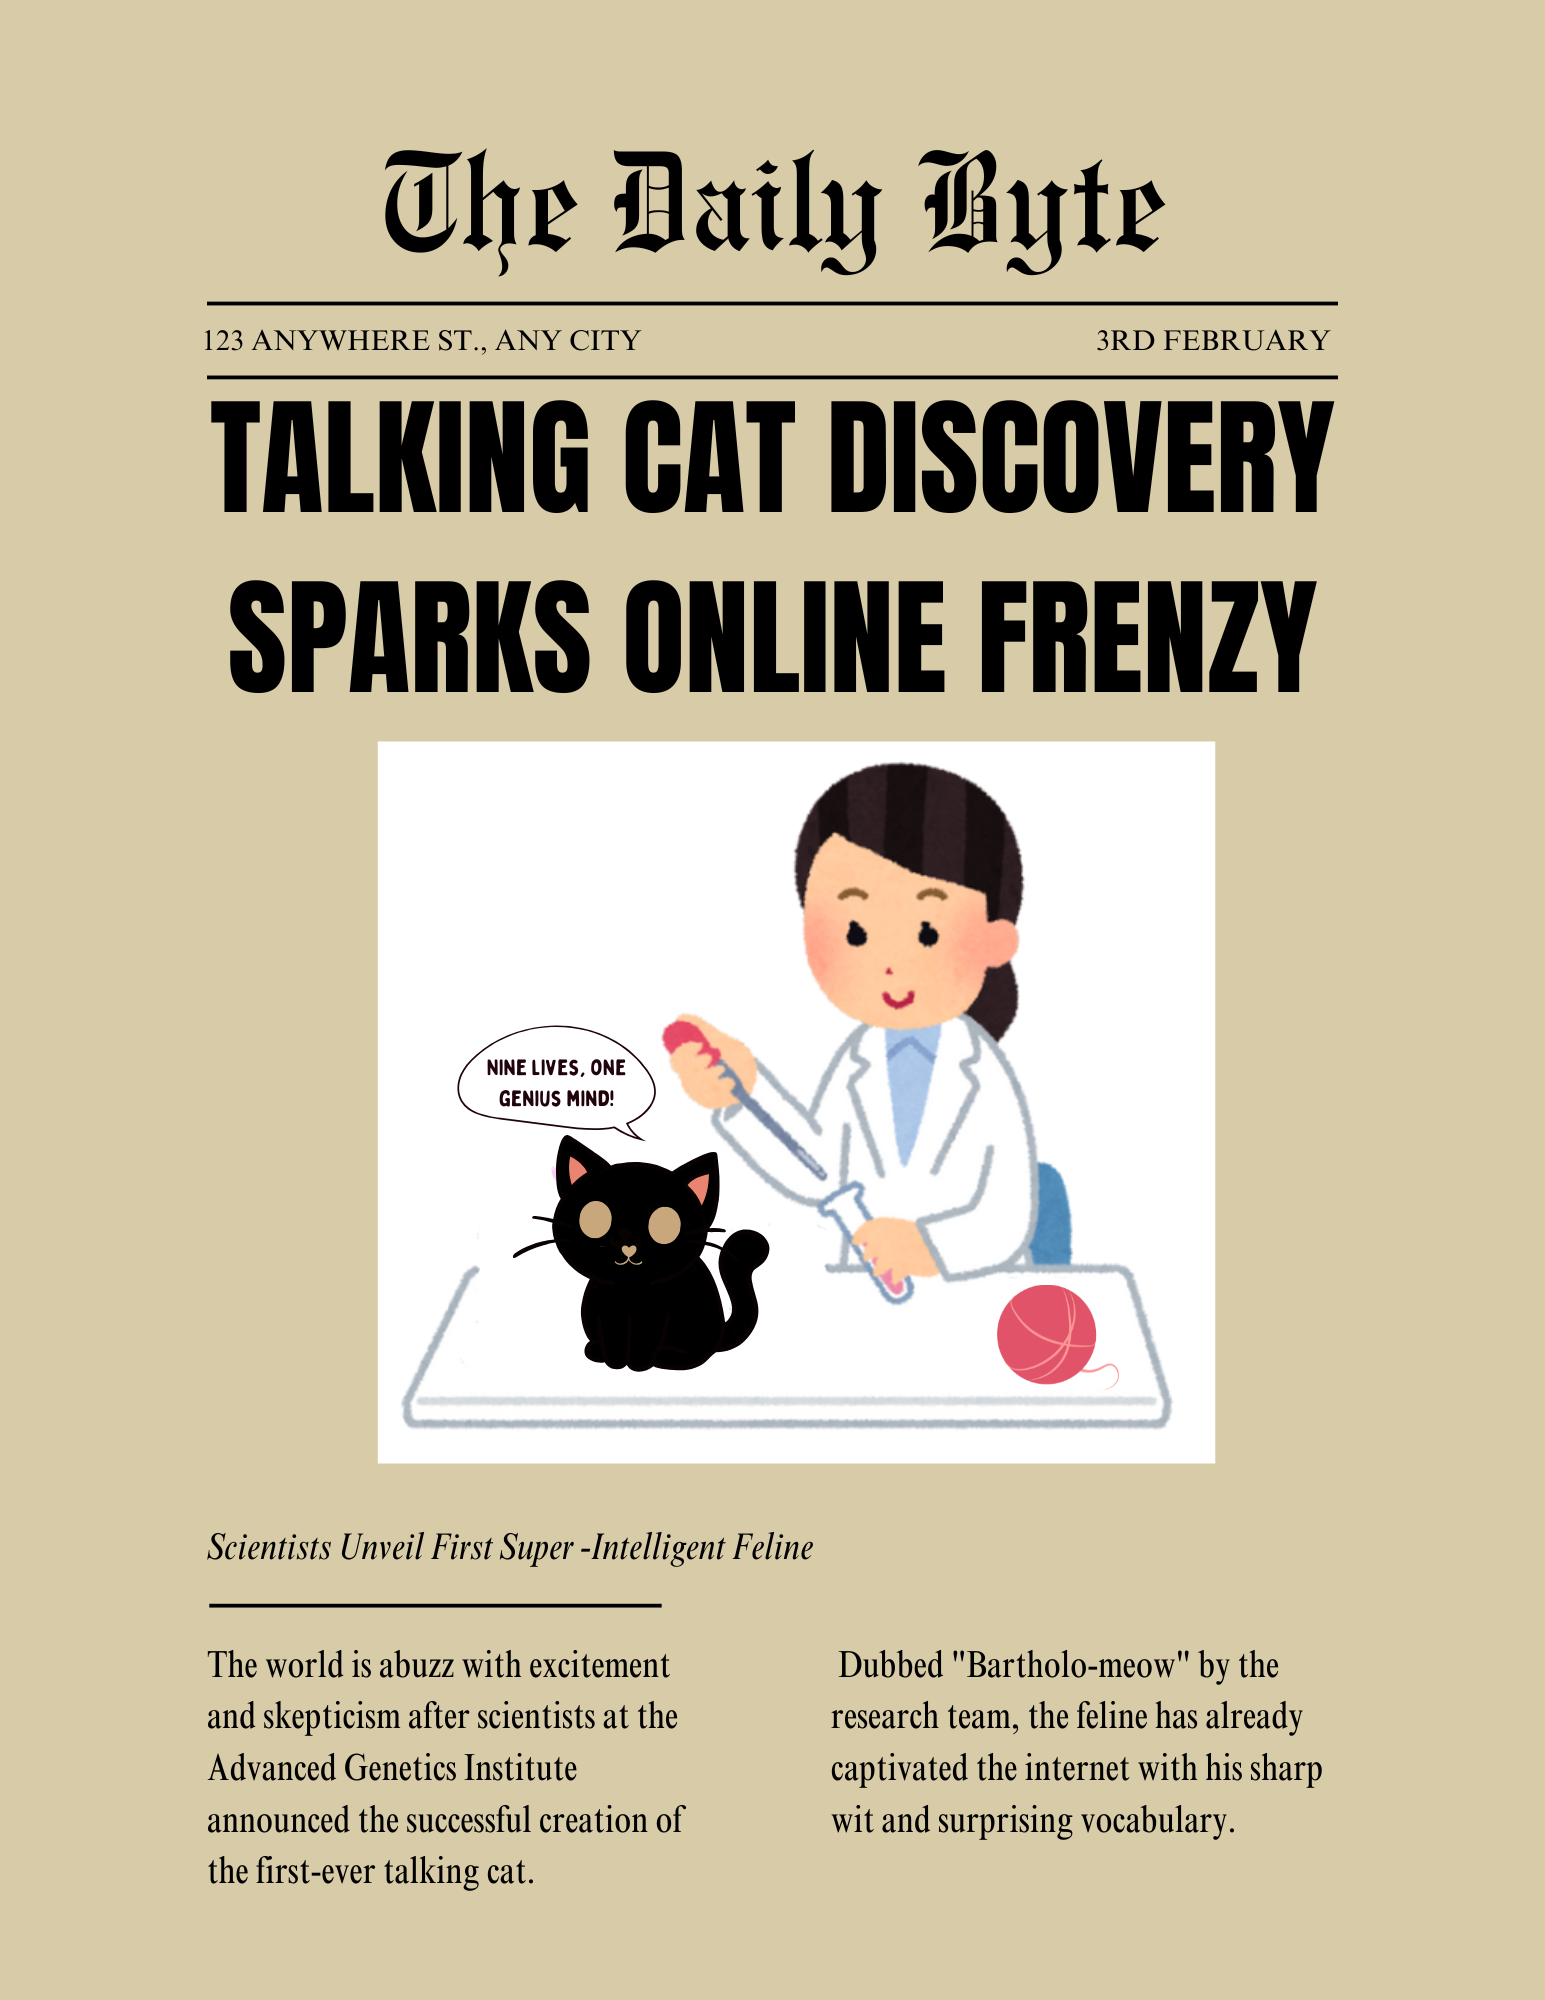 The Daily Byte
123 ANYWHERE ST., ANY CITY
3RD FEBRUARY
TALKING CAT DISCOVERY
SPARKS ONLINE FRENZY
NINE LIVES, ONE
GENIUS MIND!
Scientists Unveil First Super -Intelligent Feline
The world is abuzz with excitement
and skepticism after scientists at the
Advanced Genetics Institute
announced the successful creation of
the first-ever talking cat.
Dubbed "Bartholo-meow" by the
research team, the feline has already
captivated the internet with his sharp
wit and surprising vocabulary.